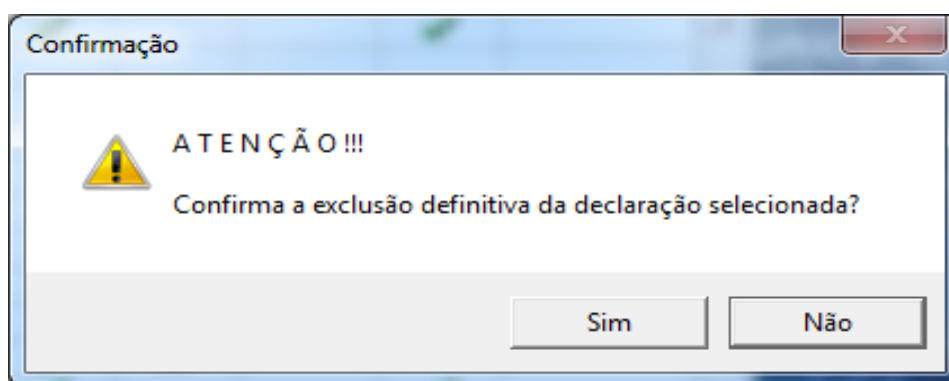 Confirmação
A T E N Ç Ã O !!!
Confirma a exclusão definitiva da declaração selecionada?
Sim
Não